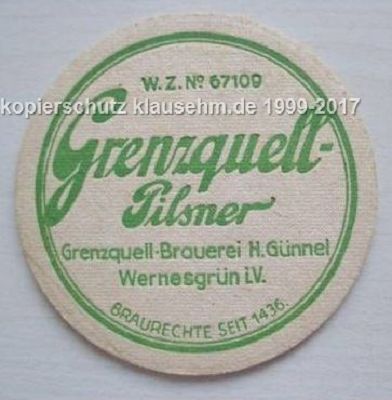 W.Z. Nº 67109
kopierschutz klausehm.de 1999-2017
Grenzquell-
Pilsner
Grenzquell-Brauerei H. Günnel
Wernesgrün i.V.
BRAURECHTE SEIT 1436.